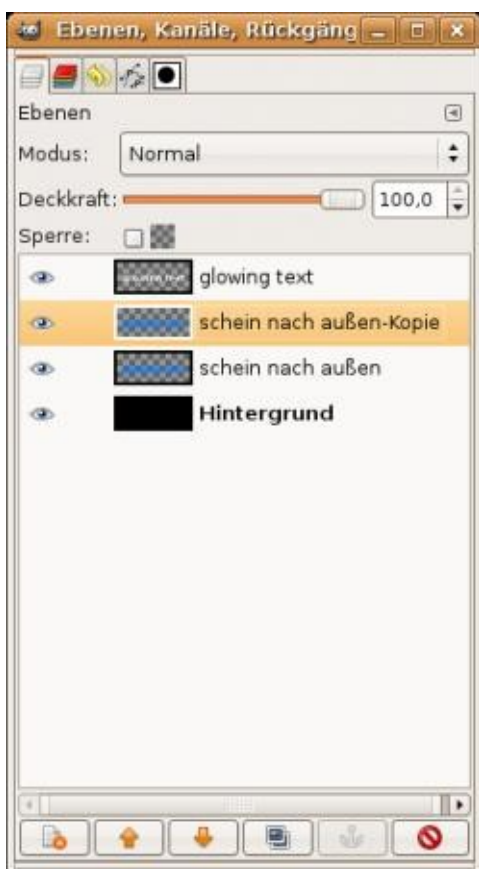 Ebenen, Kanäle, Rückgäng
Ebenen
Modus: Normal
Deckkraft: 100,0
Sperre:
glowing text
schein nach außen-Kopie
schein nach außen
Hintergrund